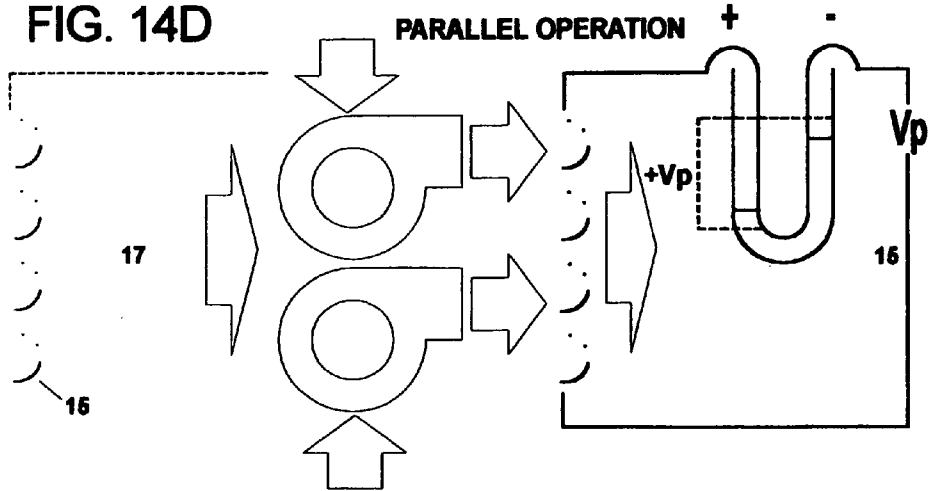 FIG. 14D
PARALLEL OPERATION
+ -
Vp
+Vp
17
15
15